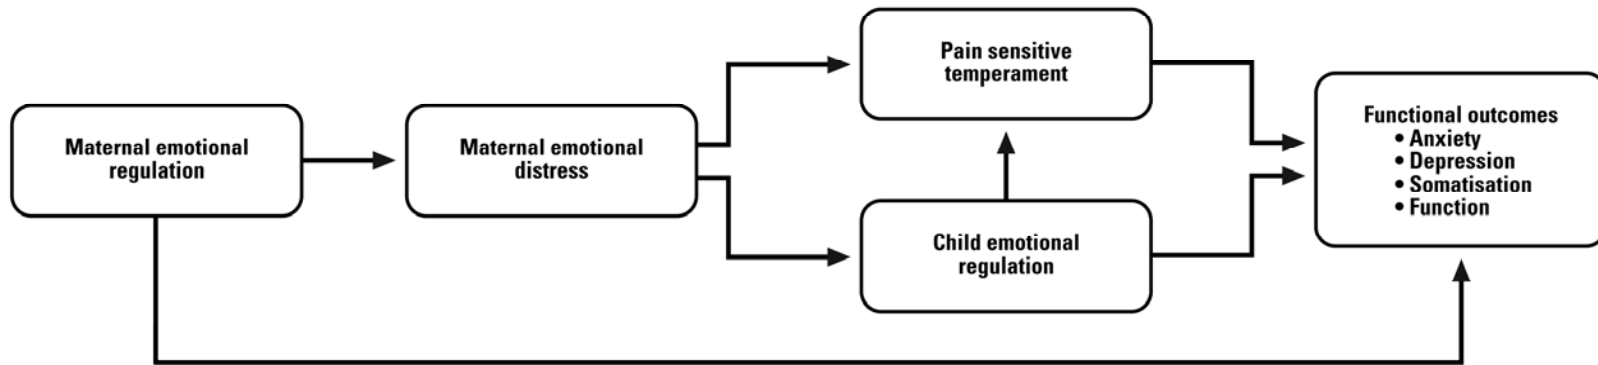 Maternal emotional
regulation
Maternal emotional
distress
Pain sensitive
temperament
Child emotional
regulation
Functional outcomes
• Anxiety
• Depression
• Somatisation
• Function